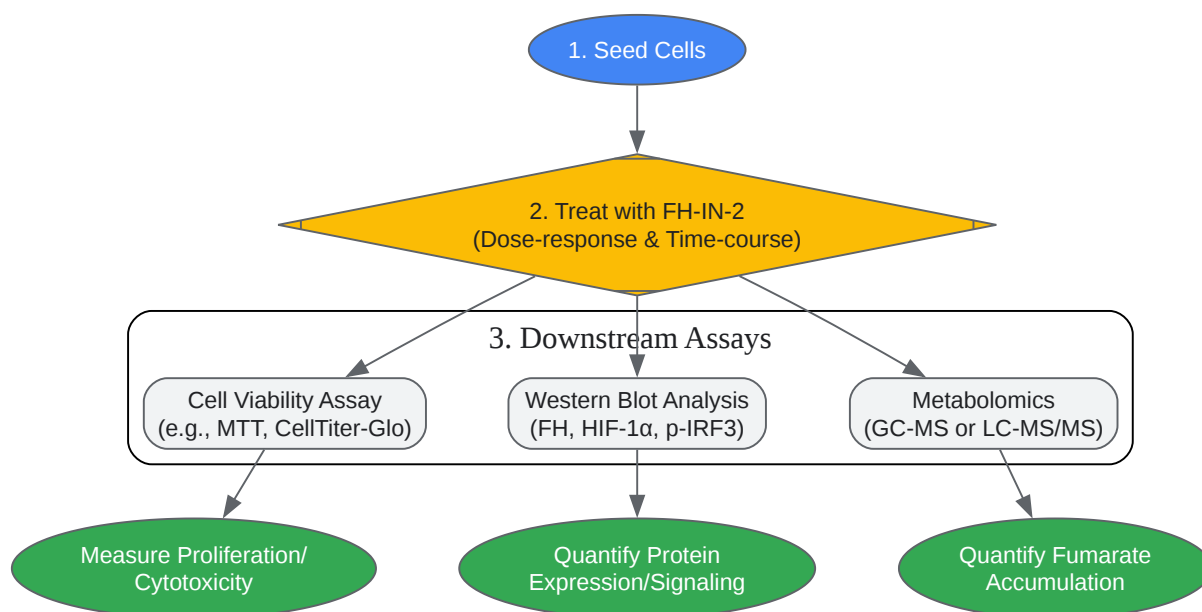 1. Seed Cells
2. Treat with FH-IN-2
(Dose-response & Time-course)
3. Downstream Assays
Cell Viability Assay
(e.g., MTT, CellTiter-Glo)
Western Blot Analysis
(FH, HIF-1α, p-IRF3)
Metabolomics
(GC-MS or LC-MS/MS)
Measure Proliferation/
Cytotoxicity
Quantify Protein
Expression/Signaling
Quantify Fumarate
Accumulation